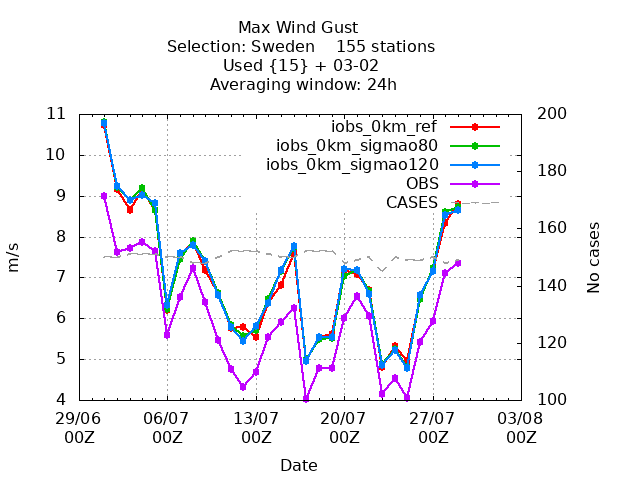 Max Wind Gust
Selection: Sweden 155 stations
Used {15} + 03-02
Averaging window: 24h
11
10
9
8
7
6
5
4
m/s
200
180
160
140
120
100
No cases
iobs_0km_ref
iobs_0km_sigmao80
iobs_0km_sigmao120
OBS
CASES
29/06 06/07 13/07 20/07 27/07 03/08
00Z 00Z 00Z 00Z 00Z 00Z
Date